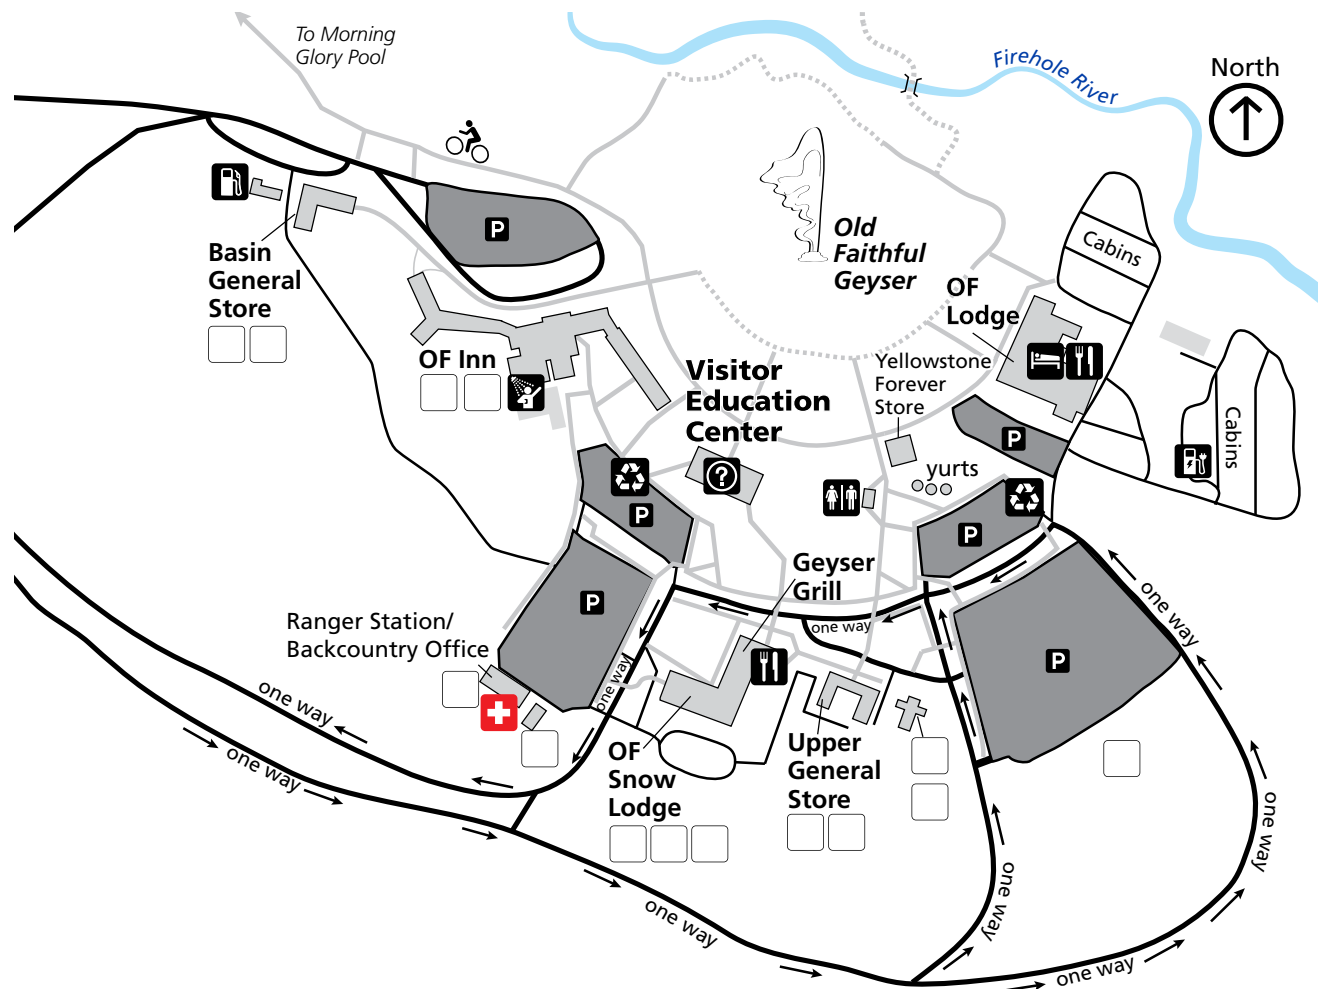 To Morning
Glory Pool
Firehole River
North
Old
Faithful
Geyser
Cabins
P
Basin
General
Store
OF
Lodge
OF Inn
Visitor
Education
Center
Yellowstone
Forever
Store
Cabins
P
?
yurts
P
P
Geyser
Grill
P
one way
Ranger Station/
Backcountry Office
one way
one way
P
one way
one way
OF
Snow
Lodge
Upper
General
Store
one way
one way
one way
one way
one way